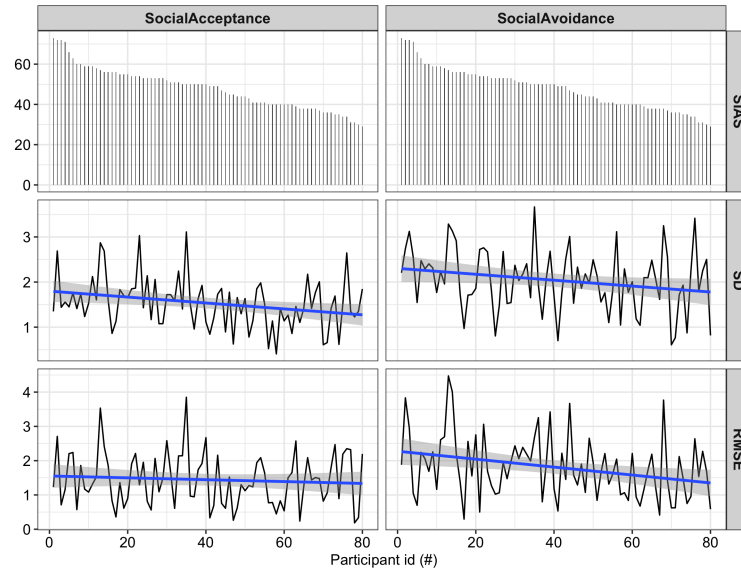 SocialAcceptance SocialAvoidance
60
40
20
0
SIAS
3
2
1
SD
4
3
2
1
0
RMSE
0 20 40 60 80 0 20 40 60 80
Participant id (#)